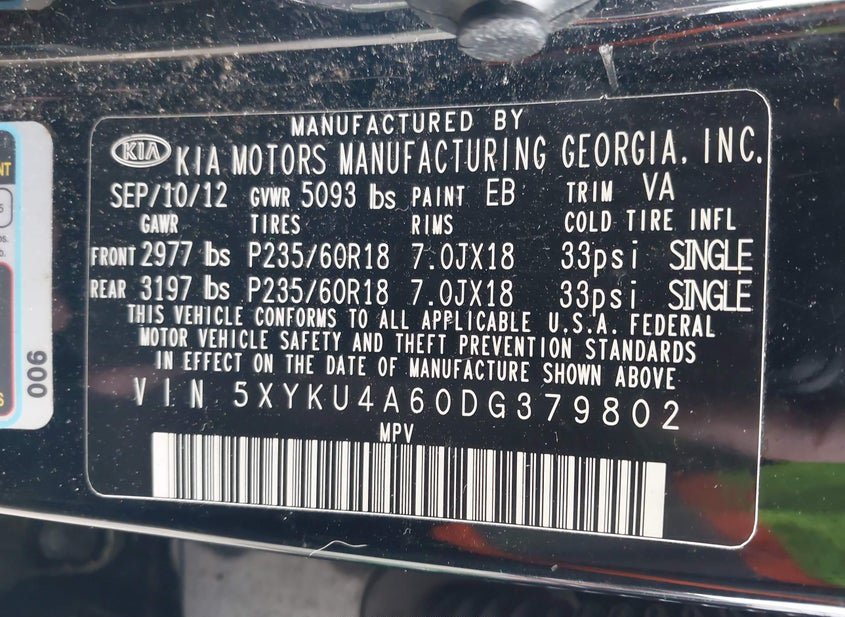 MANUFACTURED BY
KIA KIA MOTORS MANUFACTURING GEORGIA, INC.
SEP/10/12 GVWR 5093 lbs PAINT EB TRIM VA
GAWR TIRES RIMS COLD TIRE INFL
FRONT 2977 lbs P235/60R18 7.0JX18 33psi SINGLE
REAR 3197 lbs P235/60R18 7.0JX18 33psi SINGLE
THIS VEHICLE CONFORMS TO ALL APPLICABLE U.S.A. FEDERAL
MOTOR VEHICLE SAFETY AND THEFT PREVENTION STANDARDS
IN EFFECT ON THE DATE OF MANUFACTURE SHOWN ABOVE
VIN 5XYKU4A60DG379802
MPV
006